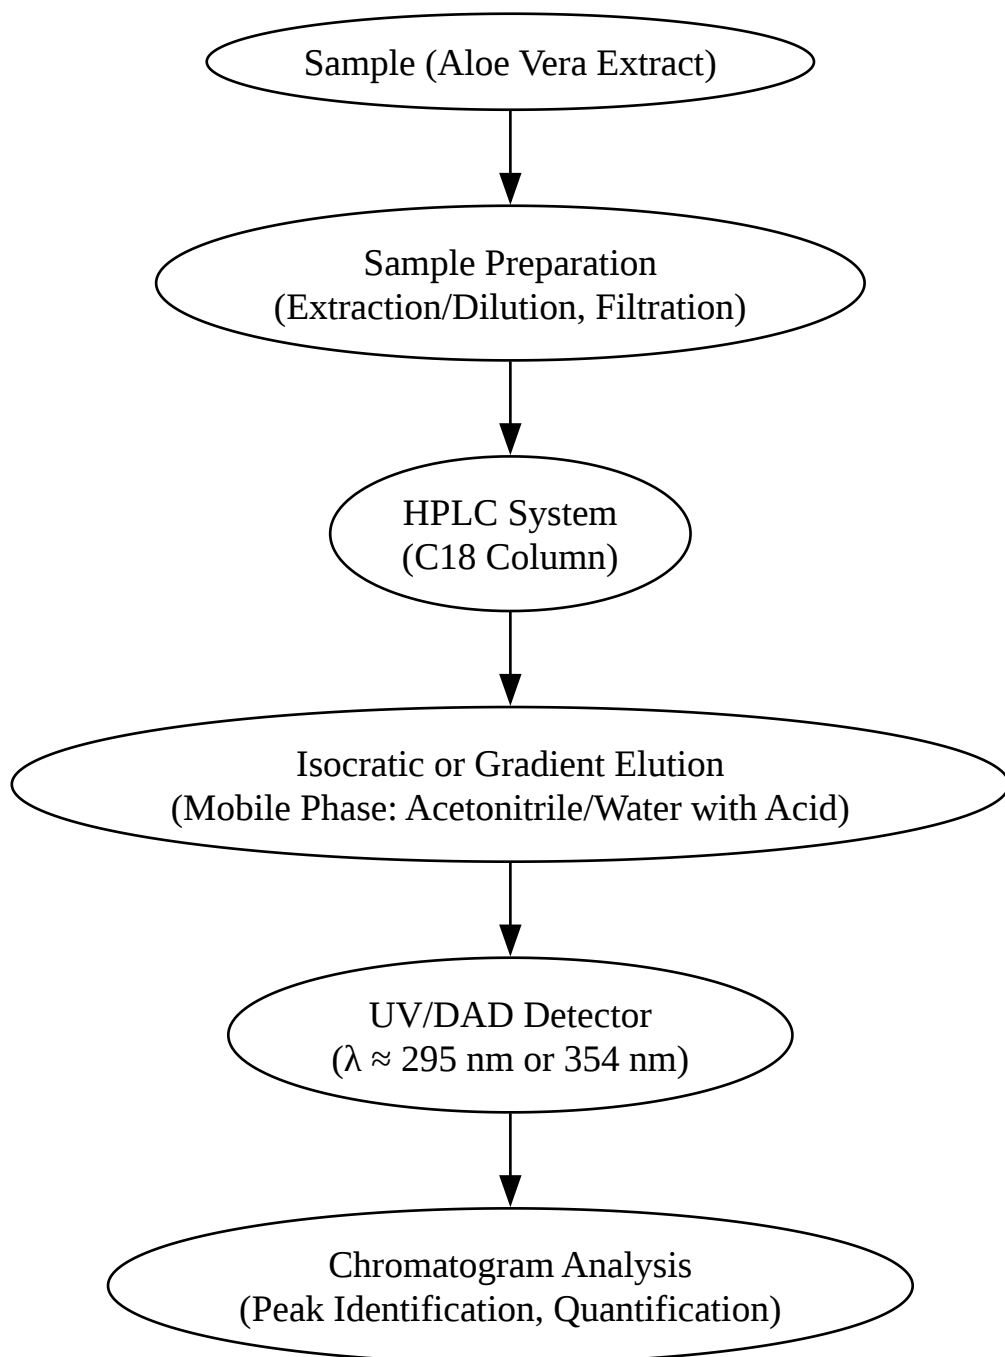 Sample (Aloe Vera Extract)
Sample Preparation
(Extraction/Dilution, Filtration)
HPLC System
(C18 Column)
Isocratic or Gradient Elution
(Mobile Phase: Acetonitrile/Water with Acid)
UV/DAD Detector
(λ ≈ 295 nm or 354 nm)
Chromatogram Analysis
(Peak Identification, Quantification)